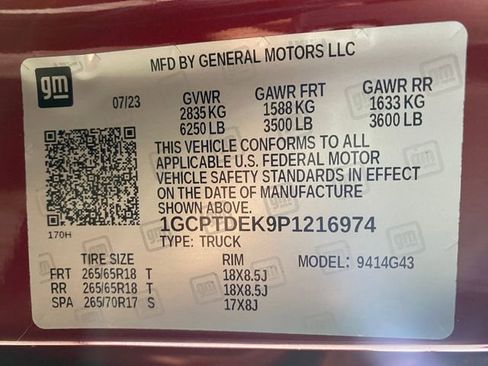 gm
MFD BY GENERAL MOTORS LLC
07/23 GVWR GAWR FRT GAWR RR
2835 KG 1588 KG 1633 KG
6250 LB 3500 LB 3600 LB
THIS VEHICLE CONFORMS TO ALL
APPLICABLE U.S. FEDERAL MOTOR
VEHICLE SAFETY STANDARDS IN EFFECT
ON THE DATE OF MANUFACTURE
SHOWN ABOVE.
1GCPTDEK9P1216974
170H
TYPE: TRUCK
TIRE SIZE RIM MODEL: 9414G43
FRT 265/65R18 T 18X8.5J
RR 265/65R18 T 18X8.5J
SPA 265/70R17 S 17X8J